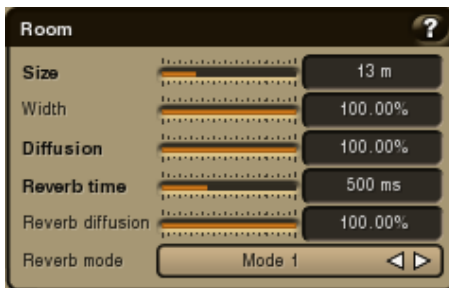 Room ?
Size 13 m
Width 100.00%
Diffusion 100.00%
Reverb time 500 ms
Reverb diffusion 100.00%
Reverb mode Mode 1